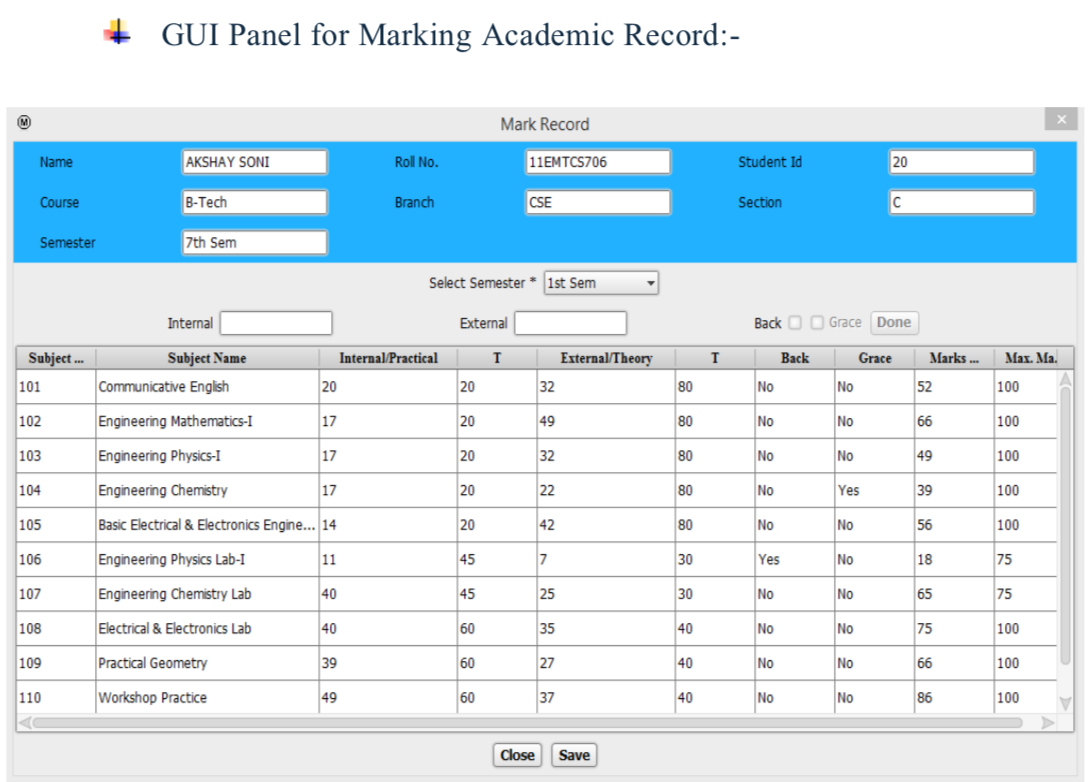 GUI Panel for Marking Academic Record:-
M Mark Record x
Name AKSHAY SONI Roll No. 11EMTCS706 Student Id 20
Course B-Tech Branch CSE Section C
Semester 7th Sem
Select Semester * 1st Sem
Internal External Back Grace Done
Subject ... Subject Name Internal/Practical T External/Theory T Back Grace Marks ... Max. Ma.
101 Communicative English 20 20 32 80 No No 52 100
102 Engineering Mathematics-I 17 20 49 80 No No 66 100
103 Engineering Physics-I 17 20 32 80 No No 49 100
104 Engineering Chemistry 17 20 22 80 No Yes 39 100
105 Basic Electrical & Electronics Engine... 14 20 42 80 No No 56 100
106 Engineering Physics Lab-I 11 45 7 30 Yes No 18 75
107 Engineering Chemistry Lab 40 45 25 30 No No 65 75
108 Electrical & Electronics Lab 40 60 35 40 No No 75 100
109 Practical Geometry 39 60 27 40 No No 66 100
110 Workshop Practice 49 60 37 40 No No 86 100
Close Save